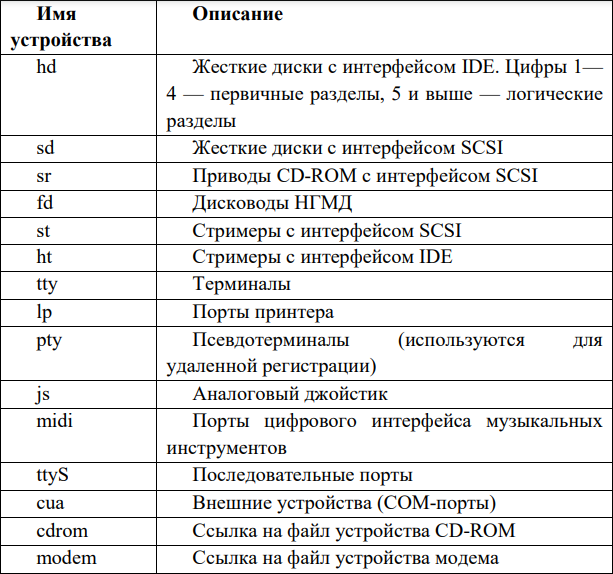 Имя Описание
устройства
hd Жесткие диски с интерфейсом IDE. Цифры 1—
4 — первичные разделы, 5 и выше — логические
разделы
sd Жесткие диски с интерфейсом SCSI
sr Приводы CD-ROM с интерфейсом SCSI
fd Дисководы НГМД
st Стримеры с интерфейсом SCSI
ht Стримеры с интерфейсом IDE
tty Терминалы
lp Порты принтера
pty Псевдотерминалы (используются для
удаленной регистрации)
js Аналоговый джойстик
midi Порты цифрового интерфейса музыкальных
инструментов
ttyS Последовательные порты
cua Внешние устройства (COM-порты)
cdrom Ссылка на файл устройства CD-ROM
modem Ссылка на файл устройства модема